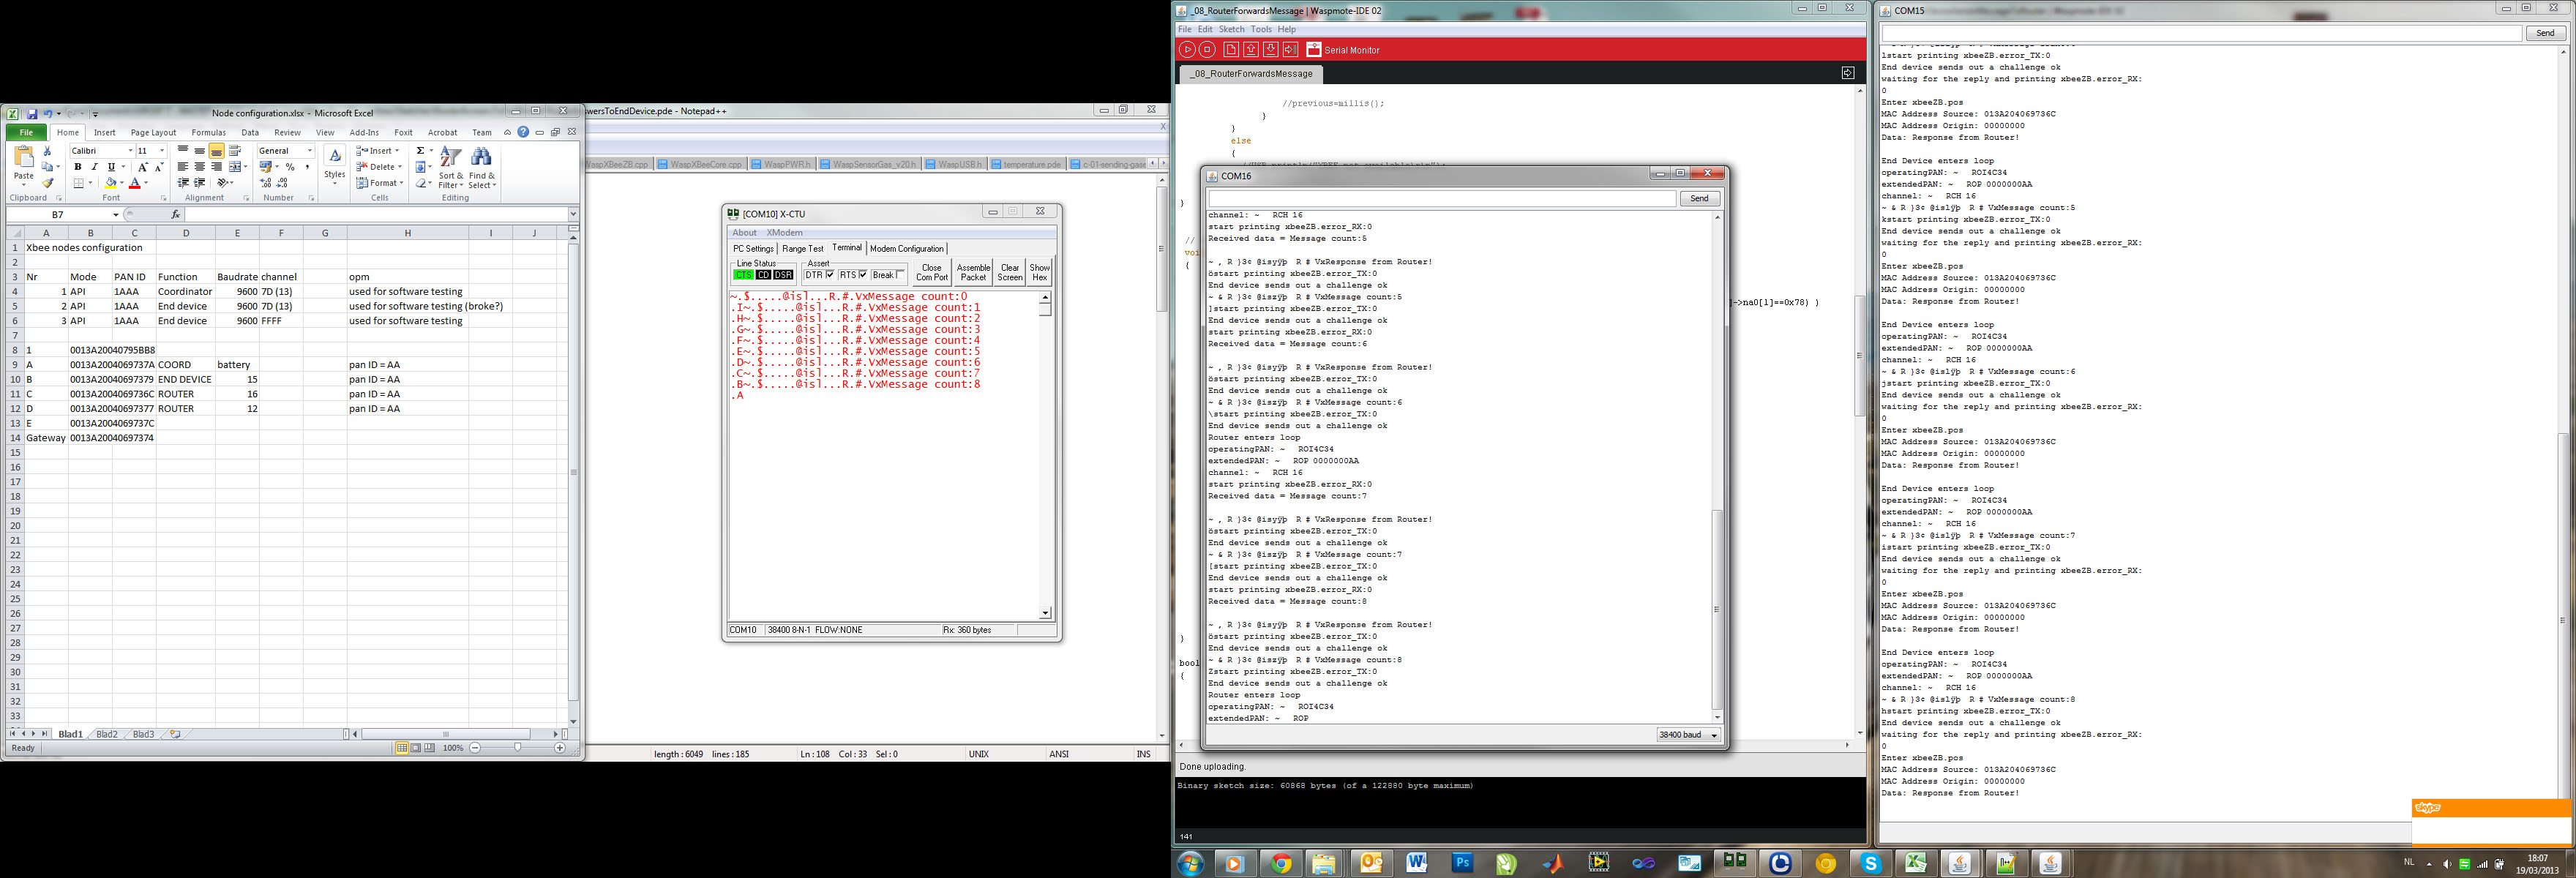 Node configuration.xlsx - Microsoft Excel
File Home Insert Page Layout Formulas Data Review View Add-Ins Foxit Acrobat Team
Calibri 11
General
Insert
Delete
Format
Paste
Styles
Sort & Filter
Find & Select
Clipboard Font Alignment Number Cells Editing
B7
A B C D E F G H I J
1 Xbee nodes configuration
2
3 Nr Mode PAN ID Function Baudrate channel opm
4 1 API 1AAA Coordinator 9600 7D (13) used for software testing
5 2 API 1AAA End device 9600 7D (13) used for software testing (broke?)
6 3 API 1AAA End device 9600 FFFF used for software testing
7
8 1 0013A20040795BB8
9 A 0013A2004069737A COORD battery pan ID = AA
10 B 0013A20040697379 END DEVICE 15 pan ID = AA
11 C 0013A2004069736C ROUTER 16 pan ID = AA
12 D 0013A20040697377 ROUTER 12 pan ID = AA
13 E 0013A2004069737C
14 Gateway 0013A20040697374
15
16
17
18
19
20
21
22
23
24
25
26
27
28
29
30
31
32
33
Blad1 Blad2 Blad3
Ready 100%
swersToEndDevice.pde - Notepad++
WaspXBeeZB.cpp WaspXBeeCore.cpp WaspPWR.h WaspSensorGas_v20.h WaspUSB.h temperature.pde c-01-sending-gase
length : 6049 lines : 185 Ln : 108 Col : 33 Sel : 0 UNIX ANSI INS
[COM10] X-CTU
About XModem
PC Settings Range Test Terminal Modem Configuration
Line Status
CTS CD DSR
Assert
DTR RTS Break
Close Com Port
Assemble Packet
Clear Screen
Show Hex
~.$.....@isl...R.#.VxMessage count:0
.I~.$.....@isl...R.#.VxMessage count:1
.H~.$.....@isl...R.#.VxMessage count:2
.G~.$.....@isl...R.#.VxMessage count:3
.F~.$.....@isl...R.#.VxMessage count:4
.E~.$.....@isl...R.#.VxMessage count:5
.D~.$.....@isl...R.#.VxMessage count:6
.C~.$.....@isl...R.#.VxMessage count:7
.B~.$.....@isl...R.#.VxMessage count:8
.A
COM10 38400 8-N-1 FLOW:NONE Rx: 360 bytes
_08_RouterForwardsMessage | Waspmote-IDE 02
File Edit Sketch Tools Help
Serial Monitor
_08_RouterForwardsMessage
//previous=millis();
}
}
else
{
}
//
voi
{
]->naO[1]==0x78) )
}
bool
{
Done uploading.
Binary sketch size: 60868 bytes (of a 122880 byte maximum)
141
COM16
Send
channel: ~ RCH 16
start printing xbeeZB.error_RX:0
Received data = Message count:5
~ , R }3¢ @isyÿþ R # VxResponse from Router!
östart printing xbeeZB.error_TX:0
End device sends out a challenge ok
~ & R }3¢ @iszÿþ R # VxMessage count:5
]start printing xbeeZB.error_TX:0
End device sends out a challenge ok
start printing xbeeZB.error_RX:0
Received data = Message count:6
~ , R }3¢ @isyÿþ R # VxResponse from Router!
östart printing xbeeZB.error_TX:0
End device sends out a challenge ok
~ & R }3¢ @iszÿþ R # VxMessage count:6
\start printing xbeeZB.error_TX:0
End device sends out a challenge ok
Router enters loop
operatingPAN: ~ ROI4C34
extendedPAN: ~ ROP 0000000AA
channel: ~ RCH 16
start printing xbeeZB.error_RX:0
Received data = Message count:7
~ , R }3¢ @isyÿþ R # VxResponse from Router!
östart printing xbeeZB.error_TX:0
End device sends out a challenge ok
~ & R }3¢ @iszÿþ R # VxMessage count:7
[start printing xbeeZB.error_TX:0
End device sends out a challenge ok
start printing xbeeZB.error_RX:0
Received data = Message count:8
~ , R }3¢ @isyÿþ R # VxResponse from Router!
östart printing xbeeZB.error_TX:0
End device sends out a challenge ok
~ & R }3¢ @iszÿþ R # VxMessage count:8
Zstart printing xbeeZB.error_TX:0
End device sends out a challenge ok
Router enters loop
operatingPAN: ~ ROI4C34
extendedPAN: ~ ROP
38400 baud
COM15
Send
lstart printing xbeeZB.error_TX:0
End device sends out a challenge ok
waiting for the reply and printing xbeeZB.error_RX:
0
Enter xbeeZB.pos
MAC Address Source: 013A204069736C
MAC Address Origin: 00000000
Data: Response from Router!
End Device enters loop
operatingPAN: ~ ROI4C34
extendedPAN: ~ ROP 0000000AA
channel: ~ RCH 16
~ & R }3¢ @islÿþ R # VxMessage count:5
kstart printing xbeeZB.error_TX:0
End device sends out a challenge ok
waiting for the reply and printing xbeeZB.error_RX:
0
Enter xbeeZB.pos
MAC Address Source: 013A204069736C
MAC Address Origin: 00000000
Data: Response from Router!
End Device enters loop
operatingPAN: ~ ROI4C34
extendedPAN: ~ ROP 0000000AA
channel: ~ RCH 16
~ & R }3¢ @islÿþ R # VxMessage count:6
jstart printing xbeeZB.error_TX:0
End device sends out a challenge ok
waiting for the reply and printing xbeeZB.error_RX:
0
Enter xbeeZB.pos
MAC Address Source: 013A204069736C
MAC Address Origin: 00000000
Data: Response from Router!
End Device enters loop
operatingPAN: ~ ROI4C34
extendedPAN: ~ ROP 0000000AA
channel: ~ RCH 16
~ & R }3¢ @islÿþ R # VxMessage count:7
istart printing xbeeZB.error_TX:0
End device sends out a challenge ok
waiting for the reply and printing xbeeZB.error_RX:
0
Enter xbeeZB.pos
MAC Address Source: 013A204069736C
MAC Address Origin: 00000000
Data: Response from Router!
End Device enters loop
operatingPAN: ~ ROI4C34
extendedPAN: ~ ROP 0000000AA
channel: ~ RCH 16
~ & R }3¢ @islÿþ R # VxMessage count:8
hstart printing xbeeZB.error_TX:0
End device sends out a challenge ok
waiting for the reply and printing xbeeZB.error_RX:
0
Enter xbeeZB.pos
MAC Address Source: 013A204069736C
MAC Address Origin: 00000000
Data: Response from Router!
skype
NL
18:07
19/03/2013